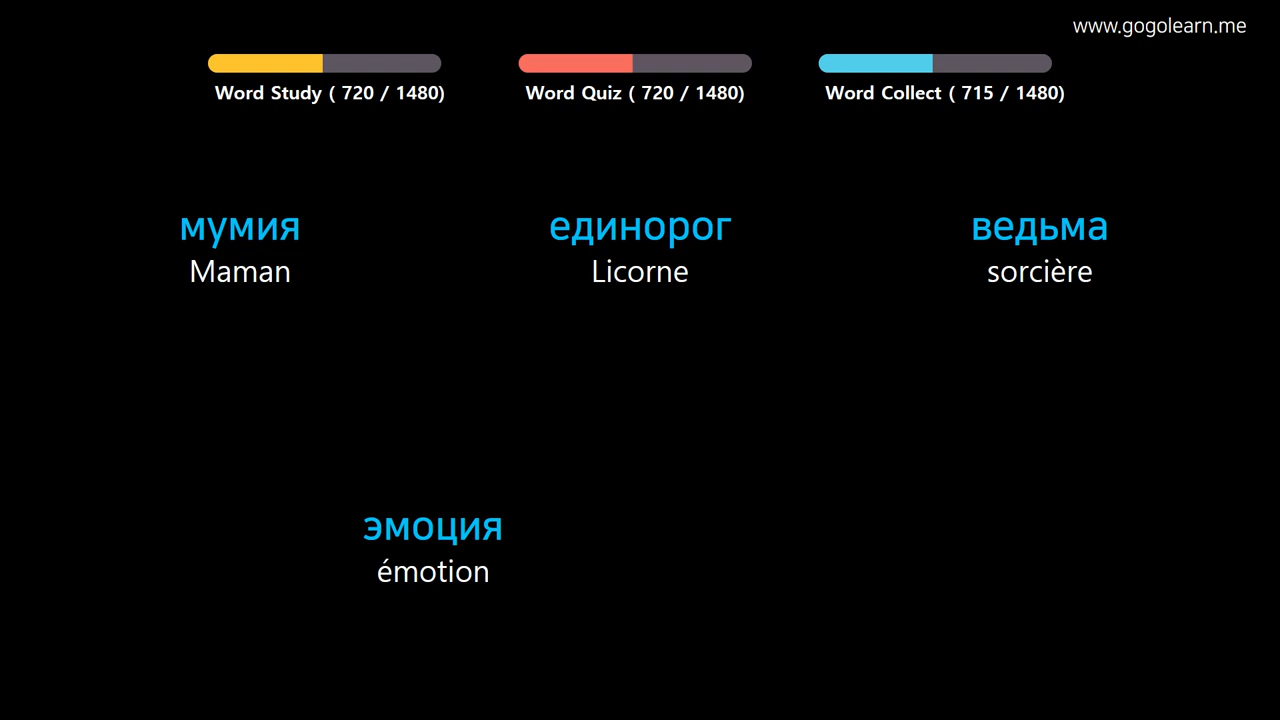 www.gogolearn.me
Word Study ( 720 / 1480)
Word Quiz ( 720 / 1480)
Word Collect ( 715 / 1480)
мумия
Maman
единорог
Licorne
ведьма
sorcière
эмоция
émotion